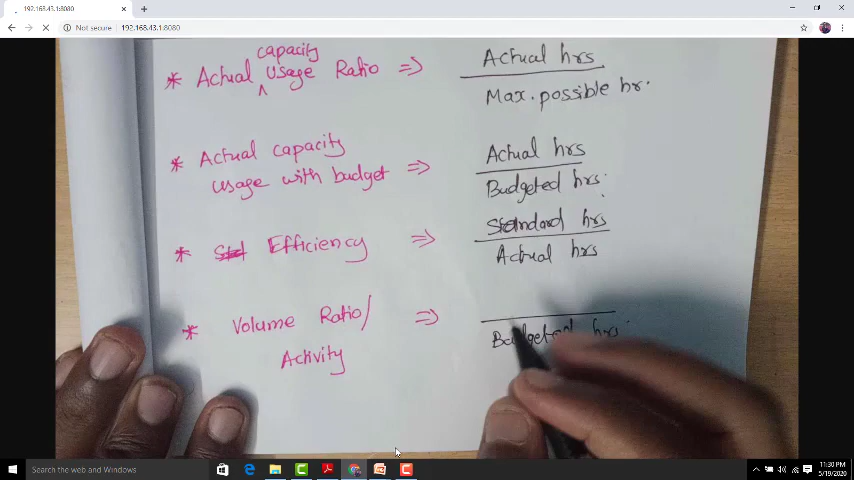 192.168.43.1:8080
Not secure | 192.168.43.1:8080
* Actual capacity Usage Ratio ⇒ Actual hrs
Max. possible hr.
* Actual capacity
usage with budget ⇒ Actual hrs
Budgeted hrs.
* Efficiency ⇒ Standard hrs
Actual hrs
* Volume Ratio/ ⇒
Activity
Budgeted hrs
Search the web and Windows
11:30 PM
5/19/2020